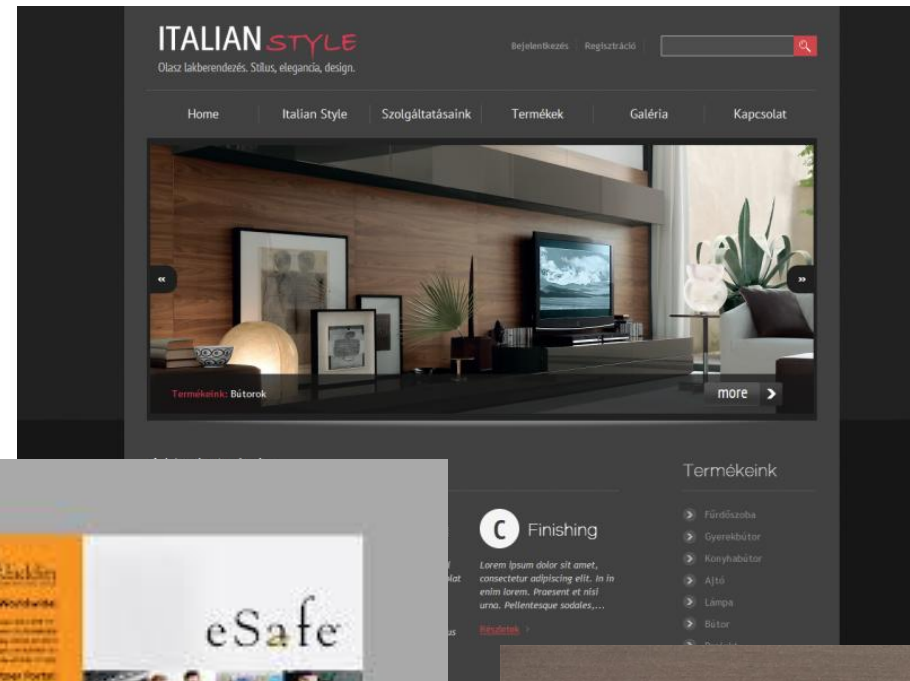 ITALIAN STYLE
Olasz lakberendezés. Stílus, elegancia, design.
Bejelentkezés Regisztráció
Home Italian Style Szolgáltatásaink Termékek Galéria Kapcsolat
«
»
Termékeink: Bútorok
more
Termékeink
Fürdőszoba
Gyerekbútor
Konyhabútor
Ajtó
Lámpa
Bútor
C Finishing
Lorem ipsum dolor sit amet,
consectetur adipiscing elit. In in
enim lorem. Praesent et nisi
urna. Pellentesque sodales,...
Részletek
Aladdin
Worldwide
eSafe